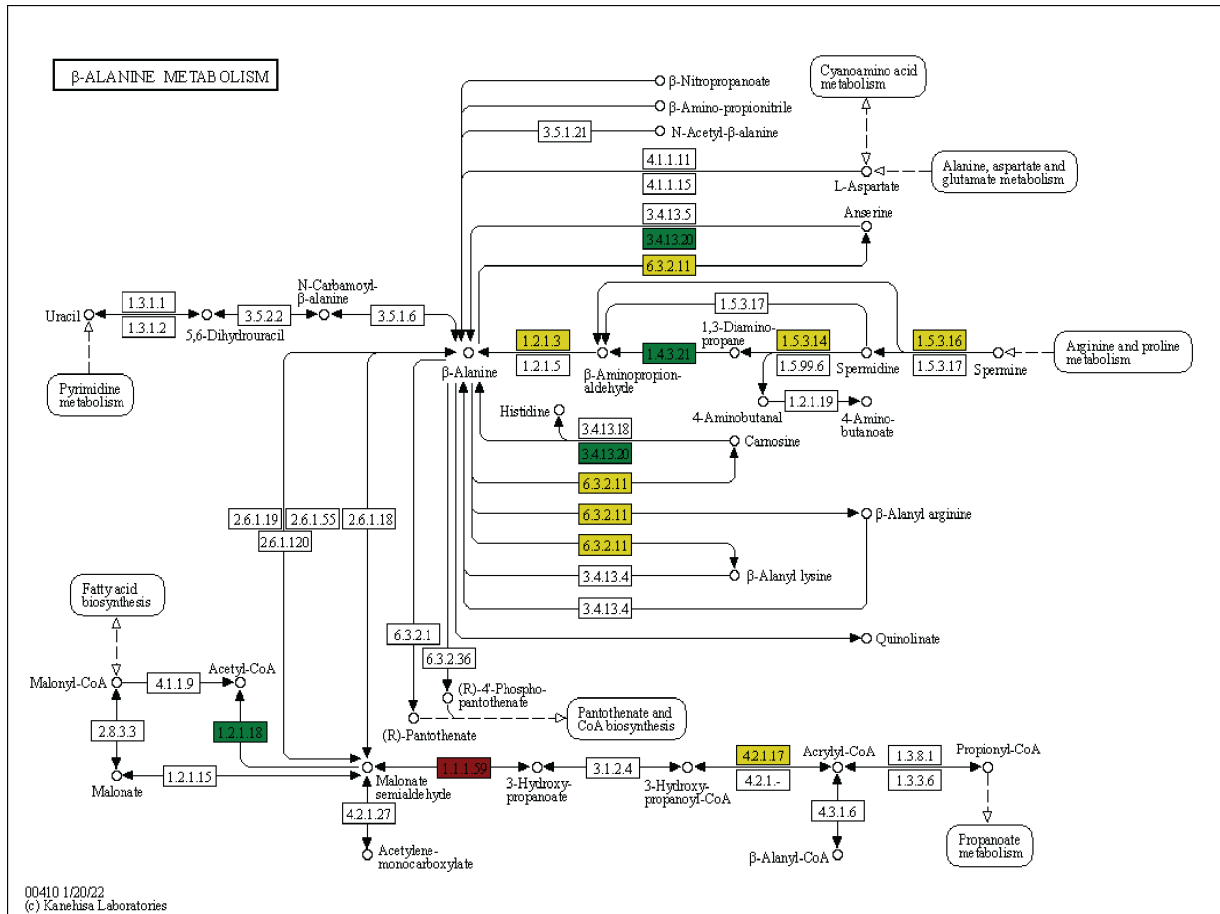 β-ALANINE METABOLISM
β-Nitropropanoate
β-Amino-propionitrile
3.5.1.21
N-Acetyl-β-alanine
Cyanoamino acid
metabolism
4.1.1.11
4.1.1.15
L-Aspartate
Alanine, aspartate and
glutamate metabolism
3.4.13.5
Anserine
3.4.13.20
6.3.2.11
Uracil
1.3.1.1
1.3.1.2
5,6-Dihydrouracil
3.5.2.2
N-Carbamoyl-
β-alanine
3.5.1.6
β-Alanine
1.2.1.3
1.2.1.5
β-Aminopropion-
aldehyde
1.4.3.21
1,3-Diamino-
propane
1.5.3.17
1.5.3.14
1.5.99.6
Spermidine
1.5.3.16
1.5.3.17
Spermine
Arginine and proline
metabolism
Pyrimidine
metabolism
4-Aminobutanal
1.2.1.19
4-Amino-
butanoate
Histidine
3.4.13.18
3.4.13.20
Carnosine
6.3.2.11
6.3.2.11
β-Alanyl arginine
6.3.2.11
3.4.13.4
β-Alanyl lysine
3.4.13.4
Quinolinate
2.6.1.19
2.6.1.55
2.6.1.18
2.6.1.120
Fatty acid
biosynthesis
Malonyl-CoA
4.1.1.9
Acetyl-CoA
2.8.3.3
1.2.1.18
Malonate
1.2.1.15
6.3.2.1
6.3.2.36
(R)-4'-Phospho-
pantothenate
(R)-Pantothenate
Pantothenate and
CoA biosynthesis
Malonate
semialdehyde
1.1.1.59
3-Hydroxy-
propanoate
3.1.2.4
3-Hydroxy-
propanoyl-CoA
4.2.1.17
4.2.1.-
Acrylyl-CoA
1.3.8.1
1.3.3.6
Propionyl-CoA
4.2.1.27
Acetylene-
monocarboxylate
4.3.1.6
β-Alanyl-CoA
Propanoate
metabolism
00410 1/20/22
(c) Kanehisa Laboratories